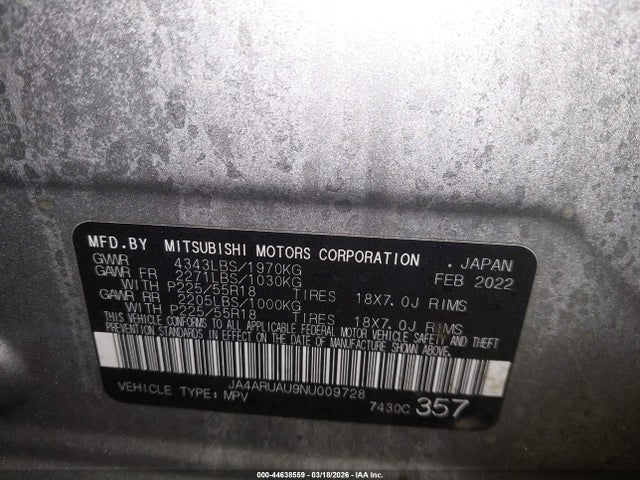 MFD.BY MITSUBISHI MOTORS CORPORATION . JAPAN
GVWR 4343LBS/1970KG FEB 2022
GAWR FR 2271LBS/1030KG
WITH P225/55R18 TIRES 18X7.0J RIMS
GAWR RR 2205LBS/1000KG
WITH P225/55R18 TIRES 18X7.0J RIMS
THIS VEHICLE CONFORMS TO ALL APPLICABLE FEDERAL MOTOR VEHICLE SAFETY AND THEFT
PREVENTION STANDARDS IN EFFECT ON THE DATE OF MANUFACTURE SHOWN ABOVE.
JA4ARUAU9NU009728
VEHICLE TYPE: MPV 7430C 357
000-44638559 - 03/18/2026 - IAA Inc.